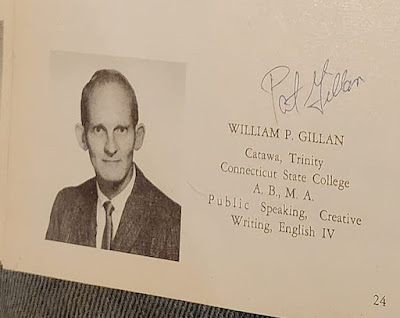 Pat Gillan
WILLIAM P. GILLAN
Catawa, Trinity
Connecticut State College
A. B., M. A.
Public Speaking, Creative
Writing, English IV
24